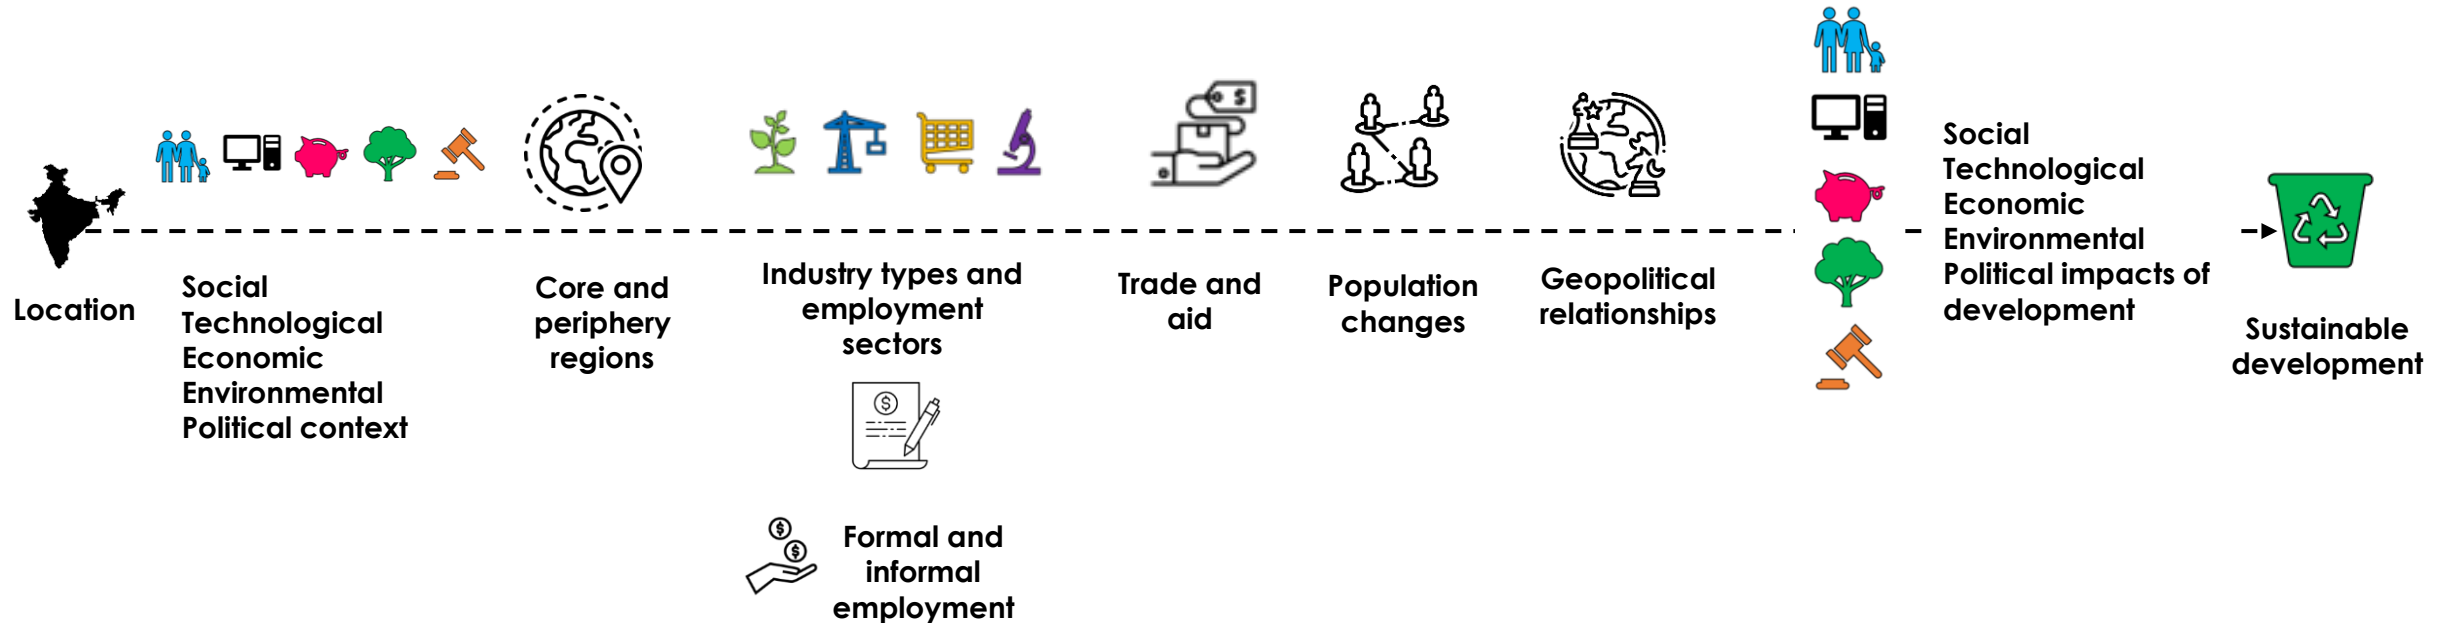 Location
Social
Technological
Economic
Environmental
Political context
Core and
periphery
regions
Industry types and
employment
sectors
$
$
$
Formal and
informal
employment
$
Trade and
aid
Population
changes
Geopolitical
relationships
Social
Technological
Economic
Environmental
Political impacts of
development
Sustainable
development